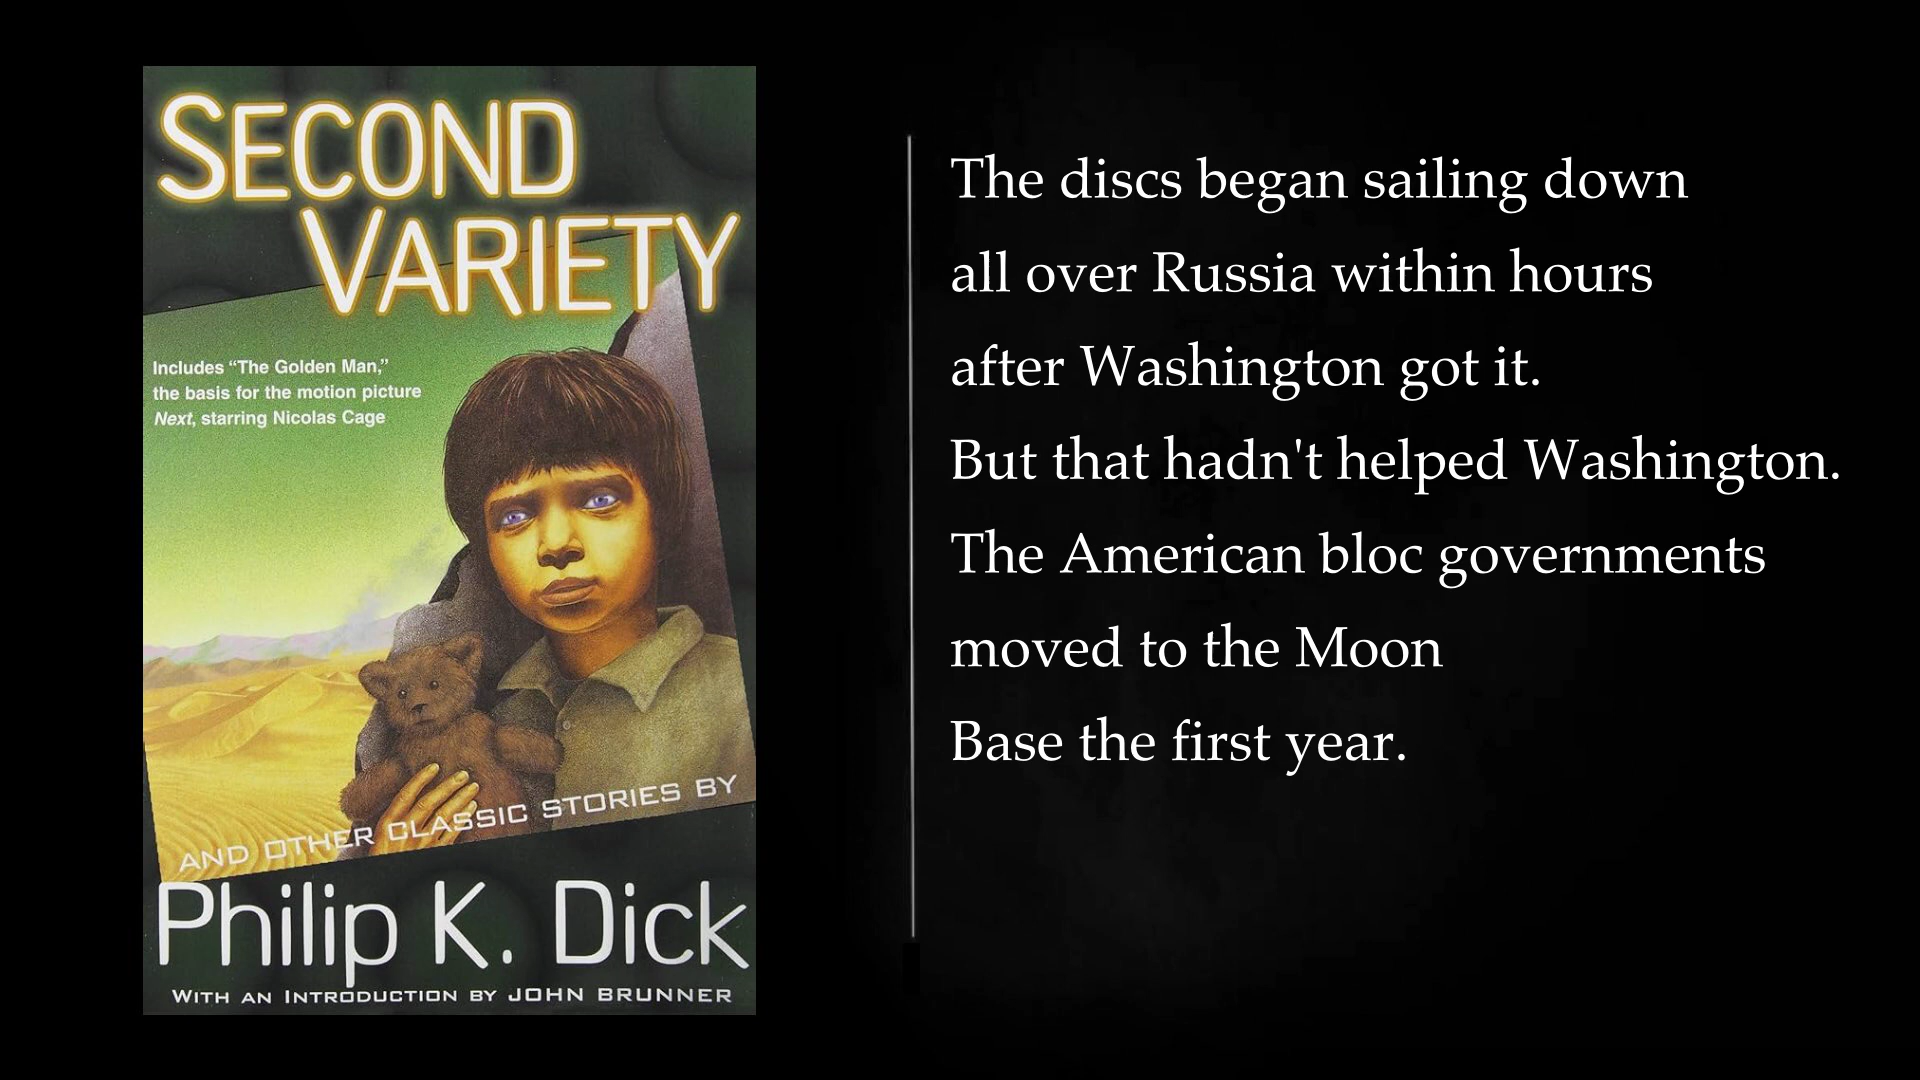 SECOND
VARIETY
Includes “The Golden Man,”
the basis for the motion picture
Next, starring Nicolas Cage
AND OTHER CLASSIC STORIES BY
Philip K. Dick
WITH AN INTRODUCTION BY JOHN BRUNNER
The discs began sailing down
all over Russia within hours
after Washington got it.
But that hadn't helped Washington.
The American bloc governments
moved to the Moon
Base the first year.